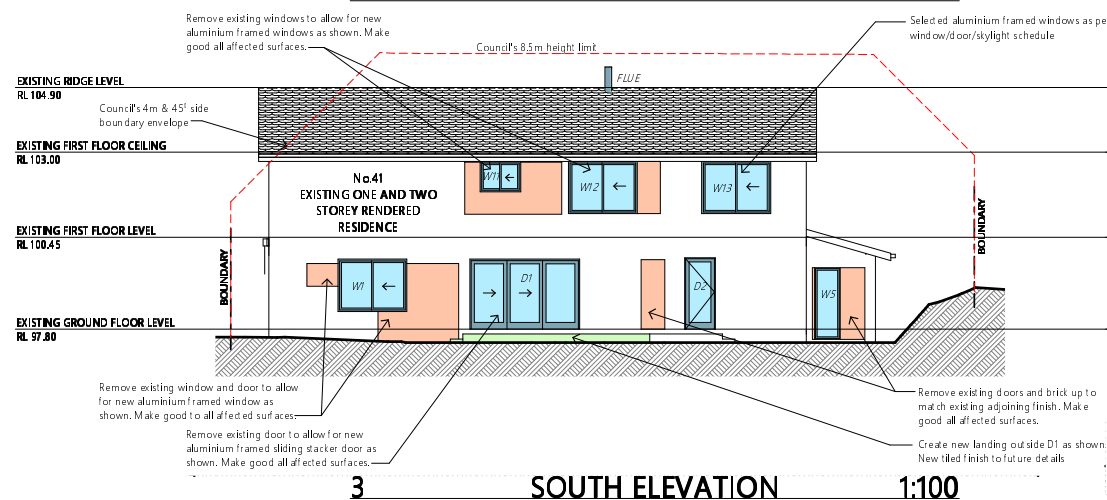 Remove existing windows to allow for new
aluminium framed windows as shown. Make
good all affected surfaces.
Council's 8.5m height limit
Selected aluminium framed windows as pe
window/door/skylight schedule
FLUE
EXISTING RIDGE LEVEL
RL 104.90
Council's 4m & 45° side
boundary envelope
EXISTING FIRST FLOOR CEILING
RL 103.00
No.41
EXISTING ONE AND TWO
STOREY RENDERED
RESIDENCE
W11
W12
W13
EXISTING FIRST FLOOR LEVEL
RL 100.45
BOUNDARY
BOUNDARY
W1
D1
D2
W5
EXISTING GROUND FLOOR LEVEL
RL 97.80
Remove existing window and door to allow
for new aluminium framed window as
shown. Make good to all affected surfaces.
Remove existing door to allow for new
aluminium framed sliding stacker door as
shown. Make good all affected surfaces.
Remove existing doors and brick up to
match existing adjoining finish. Make
good all affected surfaces.
Create new landing outside D1 as shown.
New tiled finish to future details
3 SOUTH ELEVATION 1:100